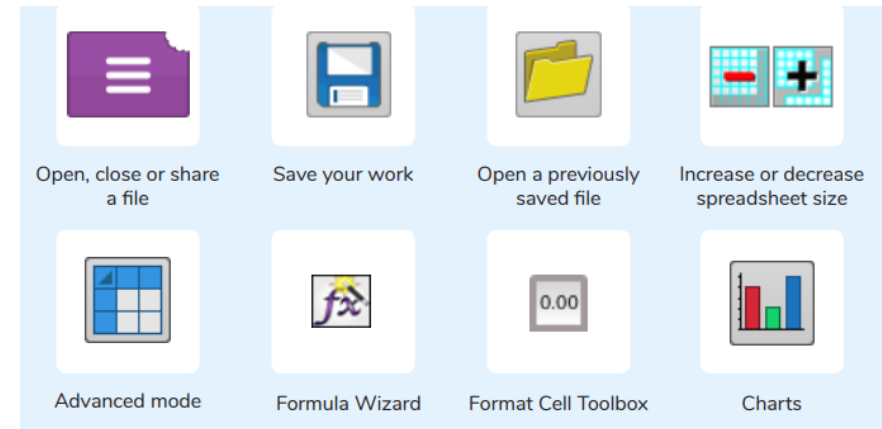 Open, close or share
a file
Save your work
Open a previously
saved file
Increase or decrease
spreadsheet size
fx
0.00
Advanced mode
Formula Wizard
Format Cell Toolbox
Charts